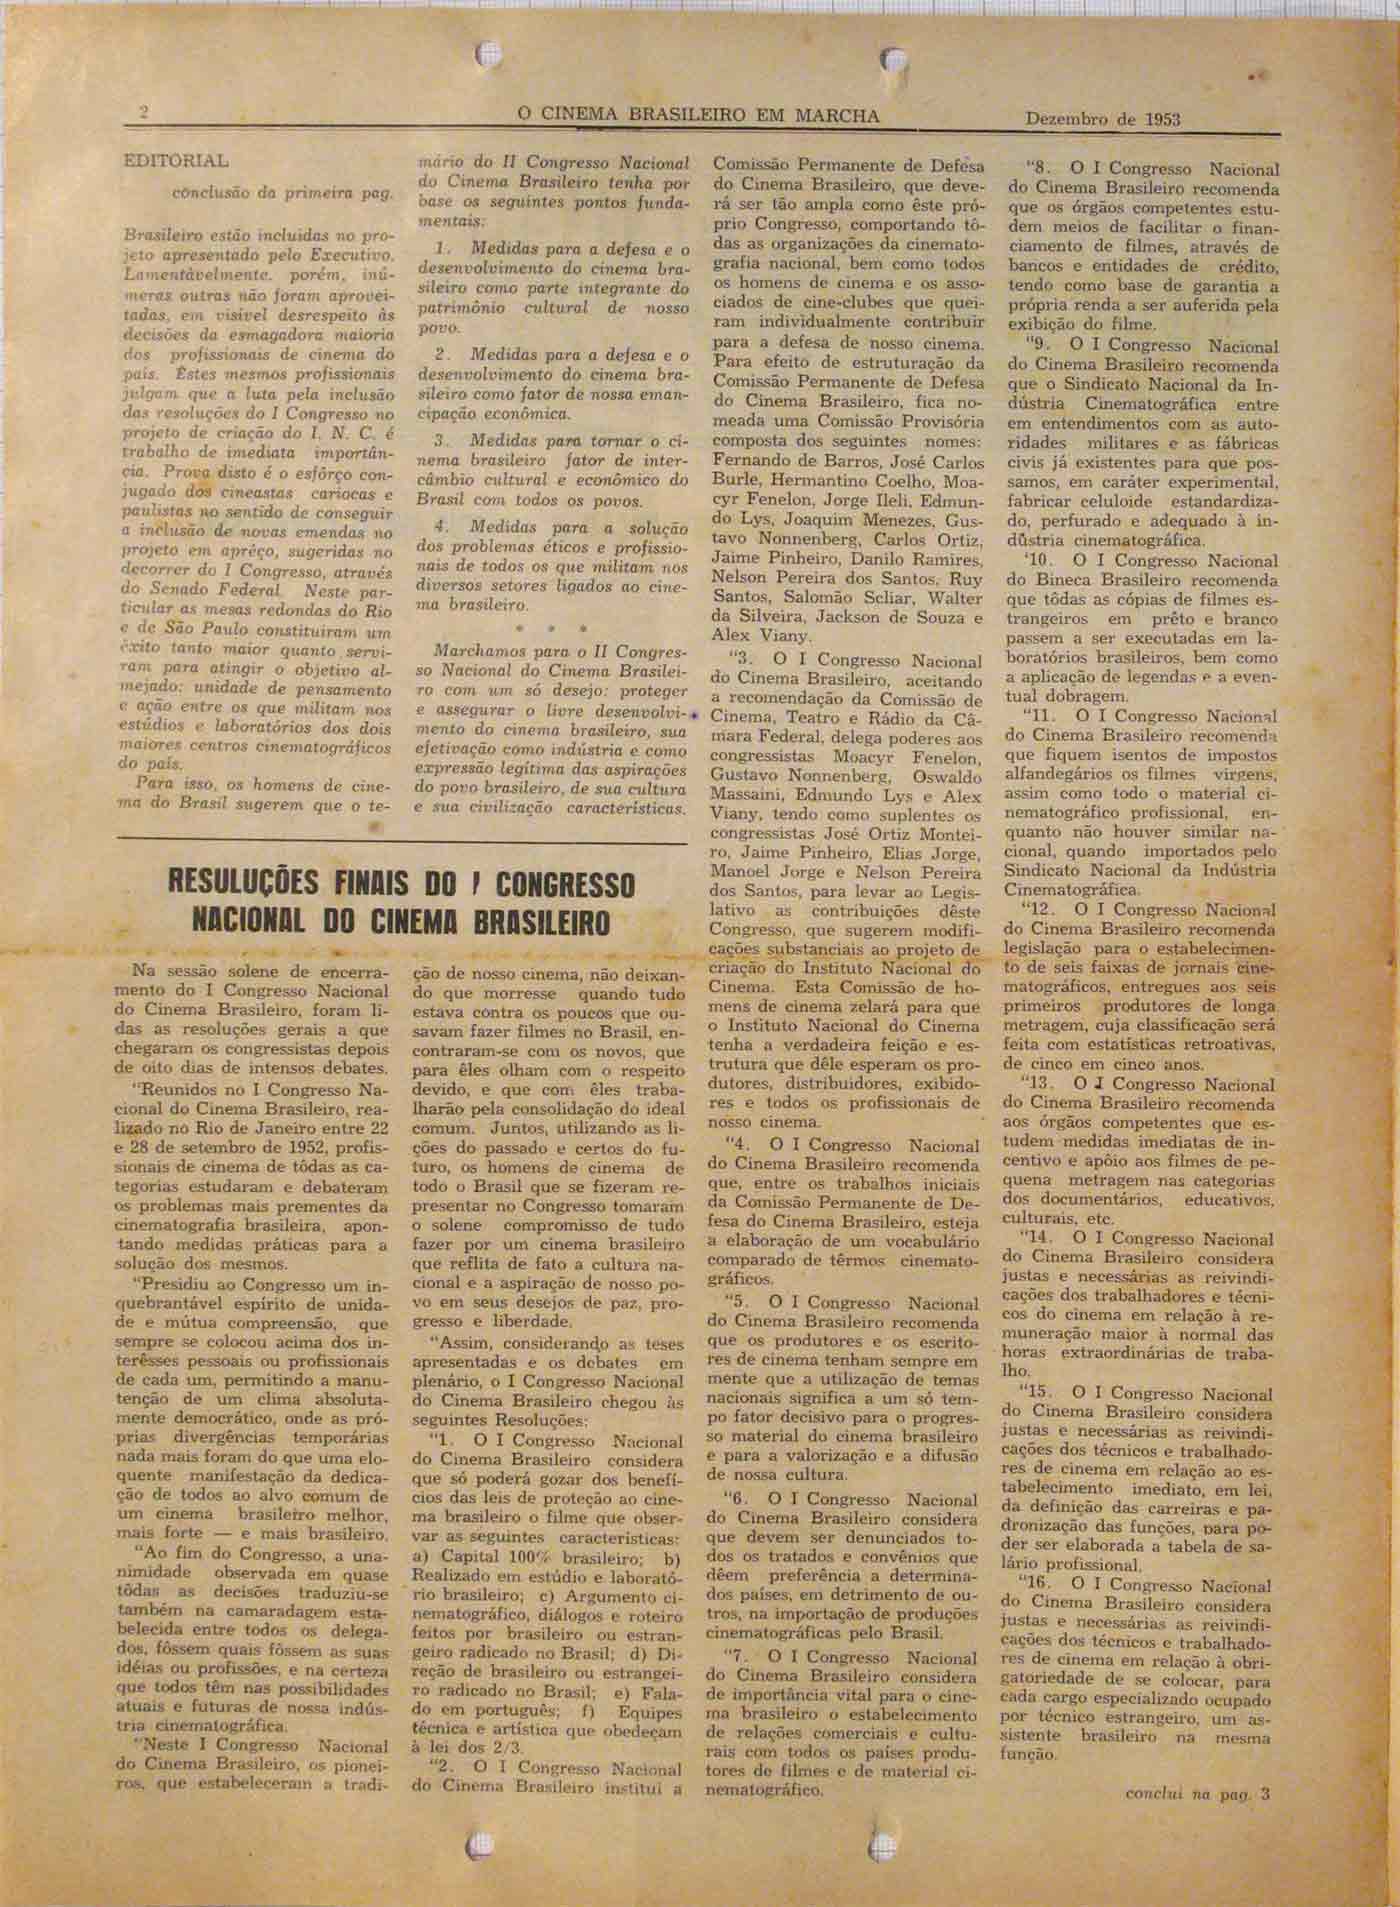 2
O CINEMA BRASILEIRO EM MARCHA
Dezembro de 1953
EDITORIAL
conclusão da primeira pag.
Brasileiro estão incluidas no pro-
jeto apresentado pelo Executivo.
Lamentávelmente, porém, inú-
meras outras não foram aprovei-
tadas, em visível desrespeito às
decisões da esmagadora maioria
dos profissionais de cinema do
país. Êstes mesmos profissionais
julgam que a luta pela inclusão
das resoluções do I Congresso no
projeto de criação do I. N. C. é
trabalho de imediata importân-
cia. Prova disto é o esfôrço con-
jugado dos cineastas cariocas e
paulistas no sentido de conseguir
a inclusão de novas emendas no
projeto em aprêço, sugeridas no
decorrer do I Congresso, através
do Senado Federal. Neste par-
ticular as mesas redondas do Rio
e de São Paulo constituiram um
êxito tanto maior quanto servi-
ram para atingir o objetivo al-
mejado: unidade de pensamento
e ação entre os que militam nos
estúdios e laboratórios dos dois
maiores centros cinematográficos
do país.
Para isso, os homens de cine-
ma do Brasil sugerem que o te-
mário do II Congresso Nacional
do Cinema Brasileiro tenha por
base os seguintes pontos funda-
mentais:
1. Medidas para a defesa e o
desenvolvimento do cinema bra-
sileiro como parte integrante do
patrimônio cultural de nosso
povo.
2. Medidas para a defesa e o
desenvolvimento do cinema bra-
sileiro como fator de nossa eman-
cipação econômica.
3. Medidas para tornar o ci-
nema brasileiro fator de inter-
câmbio cultural e econômico do
Brasil com todos os povos.
4. Medidas para a solução
dos problemas éticos e profissio-
nais de todos os que militam nos
diversos setores ligados ao cine-
ma brasileiro.
* * *
Marchamos para o II Congres-
so Nacional do Cinema Brasilei-
ro com um só desejo: proteger
e assegurar o livre desenvolvi-
mento do cinema brasileiro, sua
efetivação como indústria e como
expressão legítima das aspirações
do povo brasileiro, de sua cultura
e sua civilização características.
RESULUÇÕES FINAIS DO I CONGRESSO
NACIONAL DO CINEMA BRASILEIRO
Na sessão solene de encerra-
mento do I Congresso Nacional
do Cinema Brasileiro, foram li-
das as resoluções gerais a que
chegaram os congressistas depois
de oito dias de intensos debates.
"Reunidos no I Congresso Na-
cional do Cinema Brasileiro, rea-
lizado no Rio de Janeiro entre 22
e 28 de setembro de 1952, profis-
sionais de cinema de tôdas as ca-
tegorias estudaram e debateram
os problemas mais prementes da
cinematografia brasileira, apon-
tando medidas práticas para a
solução dos mesmos.
"Presidiu ao Congresso um in-
quebrantável espírito de unida-
de e mútua compreensão, que
sempre se colocou acima dos in-
terêsses pessoais ou profissionais
de cada um, permitindo a manu-
tenção de um clima absoluta-
mente democrático, onde as pró-
prias divergências temporárias
nada mais foram do que uma elo-
quente manifestação da dedica-
ção de todos ao alvo comum de
um cinema brasileiro melhor,
mais forte — e mais brasileiro.
"Ao fim do Congresso, a una-
nimidade observada em quase
tôdas as decisões traduziu-se
também na camaradagem esta-
belecida entre todos os delega-
dos, fôssem quais fôssem as suas
idéias ou profissões, e na certeza
que todos têm nas possibilidades
atuais e futuras de nossa indús-
tria cinematográfica.
"Neste I Congresso Nacional
do Cinema Brasileiro, os pionei-
ros, que estabeleceram a tradi-
ção de nosso cinema, não deixan-
do que morresse quando tudo
estava contra os poucos que ou-
savam fazer filmes no Brasil, en-
contraram-se com os novos, que
para êles olham com o respeito
devido, e que com êles traba-
lharão pela consolidação do ideal
comum. Juntos, utilizando as li-
ções do passado e certos do fu-
turo, os homens de cinema de
todo o Brasil que se fizeram re-
presentar no Congresso tomaram
o solene compromisso de tudo
fazer por um cinema brasileiro
que reflita de fato a cultura na-
cional e a aspiração de nosso po-
vo em seus desejos de paz, pro-
gresso e liberdade.
"Assim, considerando as teses
apresentadas e os debates em
plenário, o I Congresso Nacional
do Cinema Brasileiro chegou às
seguintes Resoluções:
"1. O I Congresso Nacional
do Cinema Brasileiro considera
que só poderá gozar dos benefí-
cios das leis de proteção ao cine-
ma brasileiro o filme que obser-
var as seguintes características:
a) Capital 100% brasileiro; b)
Realizado em estúdio e laborató-
rio brasileiro; c) Argumento ci-
nematográfico, diálogos e roteiro
feitos por brasileiro ou estran-
geiro radicado no Brasil; d) Di-
reção de brasileiro ou estrangei-
ro radicado no Brasil; e) Fala-
do em português; f) Equipes
técnica e artística que obedeçam
à lei dos 2/3.
"2. O I Congresso Nacional
do Cinema Brasileiro institui a
Comissão Permanente de Defesa
do Cinema Brasileiro, que deve-
rá ser tão ampla como êste pró-
prio Congresso, comportando tô-
das as organizações da cinemato-
grafia nacional, bem como todos
os homens de cinema e os asso-
ciados de cine-clubes que quei-
ram individualmente contribuir
para a defesa de nosso cinema.
Para efeito de estruturação da
Comissão Permanente de Defesa
do Cinema Brasileiro, fica no-
meada uma Comissão Provisória
composta dos seguintes nomes:
Fernando de Barros, José Carlos
Burle, Hermantino Coelho, Moa-
cyr Fenelon, Jorge Ileli, Edmun-
do Lys, Joaquim Menezes, Gus-
tavo Nonnenberg, Carlos Ortiz,
Jaime Pinheiro, Danilo Ramires,
Nelson Pereira dos Santos, Ruy
Santos, Salomão Scliar, Walter
da Silveira, Jackson de Souza e
Alex Viany.
"3. O I Congresso Nacional
do Cinema Brasileiro, aceitando
a recomendação da Comissão de
Cinema, Teatro e Rádio da Câ-
mara Federal, delega poderes aos
congressistas Moacyr Fenelon,
Gustavo Nonnenberg, Oswaldo
Massaini, Edmundo Lys e Alex
Viany, tendo como suplentes os
congressistas José Ortiz Montei-
ro, Jaime Pinheiro, Elias Jorge,
Manoel Jorge e Nelson Pereira
dos Santos, para levar ao Legis-
lativo as contribuições dêste
Congresso, que sugerem modifi-
cações substanciais ao projeto de
criação do Instituto Nacional do
Cinema. Esta Comissão de ho-
mens de cinema zelará para que
o Instituto Nacional do Cinema
tenha a verdadeira feição e es-
trutura que dêle esperam os pro-
dutores, distribuidores, exibido-
res e todos os profissionais de
nosso cinema.
"4. O I Congresso Nacional
do Cinema Brasileiro recomenda
que, entre os trabalhos iniciais
da Comissão Permanente de De-
fesa do Cinema Brasileiro, esteja
a elaboração de um vocabulário
comparado de têrmos cinemato-
gráficos.
"5. O I Congresso Nacional
do Cinema Brasileiro recomenda
que os produtores e os escrito-
res de cinema tenham sempre em
mente que a utilização de temas
nacionais significa a um só tem-
po fator decisivo para o progres-
so material do cinema brasileiro
e para a valorização e a difusão
de nossa cultura.
"6. O I Congresso Nacional
do Cinema Brasileiro considera
que devem ser denunciados to-
dos os tratados e convênios que
dêem preferência a determina-
dos países, em detrimento de ou-
tros, na importação de produções
cinematográficas pelo Brasil.
"7. O I Congresso Nacional
do Cinema Brasileiro considera
de importância vital para o cine-
ma brasileiro o estabelecimento
de relações comerciais e cultu-
rais com todos os países produ-
tores de filmes e de material ci-
nematográfico.
"8. O I Congresso Nacional
do Cinema Brasileiro recomenda
que os órgãos competentes estu-
dem meios de facilitar o finan-
ciamento de filmes, através de
bancos e entidades de crédito,
tendo como base de garantia a
própria renda a ser auferida pela
exibição do filme.
"9. O I Congresso Nacional
do Cinema Brasileiro recomenda
que o Sindicato Nacional da In-
dústria Cinematográfica entre
em entendimentos com as auto-
ridades militares e as fábricas
civis já existentes para que pos-
samos, em caráter experimental,
fabricar celuloide estandardiza-
do, perfurado e adequado à in-
dústria cinematográfica.
'10. O I Congresso Nacional
do Bineca Brasileiro recomenda
que tôdas as cópias de filmes es-
trangeiros em prêto e branco
passem a ser executadas em la-
boratórios brasileiros, bem como
a aplicação de legendas e a even-
tual dobragem.
"11. O I Congresso Nacional
do Cinema Brasileiro recomenda
que fiquem isentos de impostos
alfandegários os filmes virgens,
assim como todo o material ci-
nematográfico profissional, en-
quanto não houver similar na-
cional, quando importados pelo
Sindicato Nacional da Indústria
Cinematográfica.
"12. O I Congresso Nacional
do Cinema Brasileiro recomenda
legislação para o estabelecimen-
to de seis faixas de jornais cine-
matográficos, entregues aos seis
primeiros produtores de longa
metragem, cuja classificação será
feita com estatísticas retroativas,
de cinco em cinco anos.
"13. O I Congresso Nacional
do Cinema Brasileiro recomenda
aos órgãos competentes que es-
tudem medidas imediatas de in-
centivo e apôio aos filmes de pe-
quena metragem nas categorias
dos documentários, educativos,
culturais, etc.
"14. O I Congresso Nacional
do Cinema Brasileiro considera
justas e necessárias as reivindi-
cações dos trabalhadores e técni-
cos do cinema em relação à re-
muneração maior à normal das
horas extraordinárias de traba-
lho.
"15. O I Congresso Nacional
do Cinema Brasileiro considera
justas e necessárias as reivindi-
cações dos técnicos e trabalhado-
res de cinema em relação ao es-
tabelecimento imediato, em lei,
da definição das carreiras e pa-
dronização das funções, para po-
der ser elaborada a tabela de sa-
lário profissional.
"16. O I Congresso Nacional
do Cinema Brasileiro considera
justas e necessárias as reivindi-
cações dos técnicos e trabalhado-
res de cinema em relação à obri-
gatoriedade de se colocar, para
cada cargo especializado ocupado
por técnico estrangeiro, um as-
sistente brasileiro na mesma
função.
conclui na pag. 3